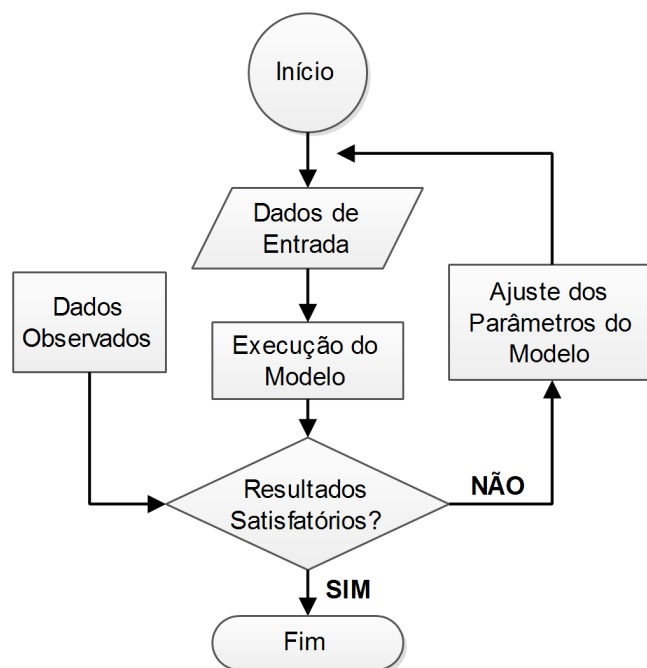 Início
Dados de
Entrada
Dados
Observados
Execução do
Modelo
Ajuste dos
Parâmetros do
Modelo
Resultados
Satisfatórios?
NÃO
SIM
Fim